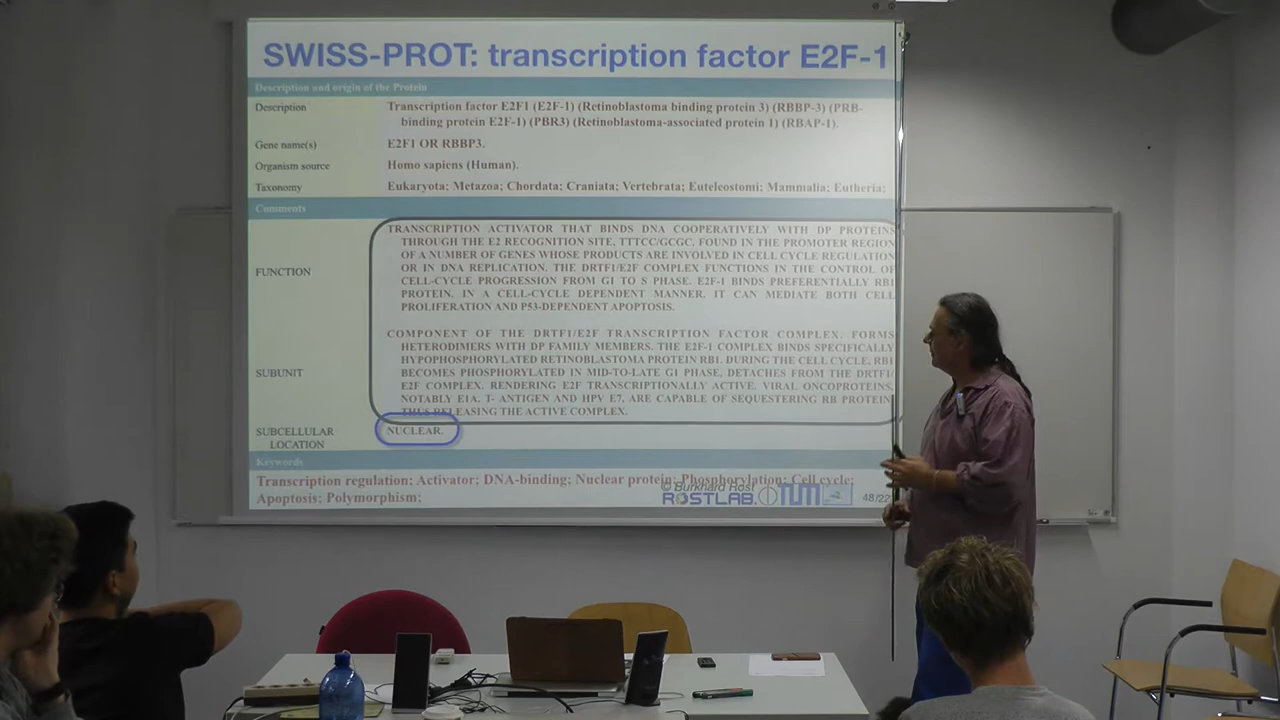 SWISS-PROT: transcription factor E2F-1
Description and origin of the Protein
Description
Transcription factor E2F1 (E2F-1) (Retinoblastoma binding protein 3) (RBBP-3) (PRB-
binding protein E2F-1) (PBR3) (Retinoblastoma-associated protein 1) (RBAP-1).
Gene name(s)
E2F1 OR RBBP3.
Organism source
Homo sapiens (Human).
Taxonomy
Eukaryota; Metazoa; Chordata; Craniata; Vertebrata; Euteleostomi; Mammalia; Eutheria;
Comments
FUNCTION
TRANSCRIPTION ACTIVATOR THAT BINDS DNA COOPERATIVELY WITH DP PROTEINS
THROUGH THE E2 RECOGNITION SITE, TTTCC/GCGC, FOUND IN THE PROMOTER REGION
OF A NUMBER OF GENES WHOSE PRODUCTS ARE INVOLVED IN CELL CYCLE REGULATION
OR IN DNA REPLICATION. THE DRTF1/E2F COMPLEX FUNCTIONS IN THE CONTROL OF
CELL-CYCLE PROGRESSION FROM G1 TO S PHASE. E2F-1 BINDS PREFERENTIALLY RB1
PROTEIN, IN A CELL-CYCLE DEPENDENT MANNER. IT CAN MEDIATE BOTH CELL
PROLIFERATION AND P53-DEPENDENT APOPTOSIS.
SUBUNIT
COMPONENT OF THE DRTF1/E2F TRANSCRIPTION FACTOR COMPLEX. FORMS
HETERODIMERS WITH DP FAMILY MEMBERS. THE E2F-1 COMPLEX BINDS SPECIFICALLY
HYPOPHOSPHORYLATED RETINOBLASTOMA PROTEIN RB1. DURING THE CELL CYCLE, RB1
BECOMES PHOSPHORYLATED IN MID-TO-LATE G1 PHASE, DETACHES FROM THE DRTF1/
E2F COMPLEX, RENDERING E2F TRANSCRIPTIONALLY ACTIVE. VIRAL ONCOPROTEINS,
NOTABLY E1A, T- ANTIGEN AND HPV E7, ARE CAPABLE OF SEQUESTERING RB PROTEIN,
THUS RELEASING THE ACTIVE COMPLEX.
SUBCELLULAR
LOCATION
NUCLEAR.
Keywords
Transcription regulation; Activator; DNA-binding; Nuclear protein; Phosphorylation; Cell cycle;
Apoptosis; Polymorphism;
© Burkhard Rost
ROSTLAB. TUM
48/22